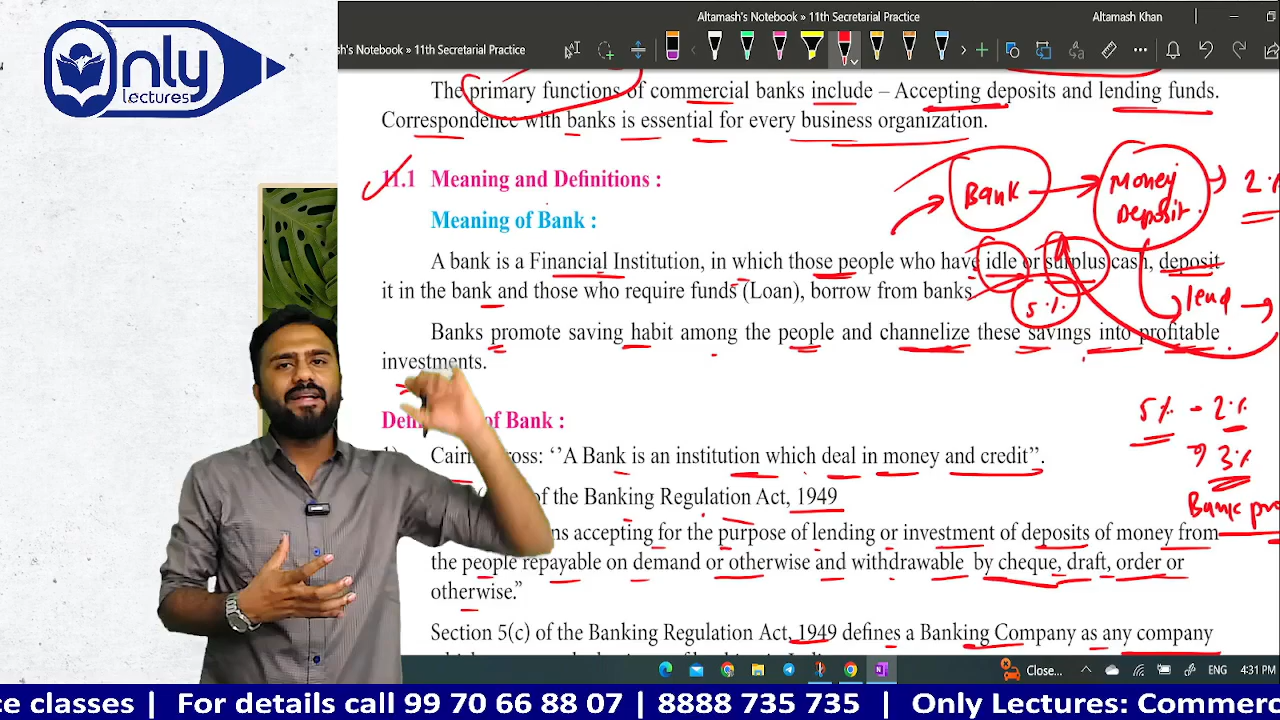 Only
lectures
Altamash's Notebook » 11th Secretarial Practice
Altamash Khan
's Notebook » 11th Secretarial Practice
The primary functions of commercial banks include – Accepting deposits and lending funds.
Correspondence with banks is essential for every business organization.
11.1 Meaning and Definitions :
Meaning of Bank :
Bank
Money
Deposit
2%
A bank is a Financial Institution, in which those people who have idle or surplus cash, deposit
it in the bank and those who require funds (Loan), borrow from banks.
5%
lend
Banks promote saving habit among the people and channelize these savings into profitable
investments.
5% - 2%
3%
Bank pro
of Bank :
"A Bank is an institution which deal in money and credit".
of the Banking Regulation Act, 1949
accepting for the purpose of lending or investment of deposits of money from
the people repayable on demand or otherwise and withdrawable by cheque, draft, order or
otherwise."
Section 5(c) of the Banking Regulation Act, 1949 defines a Banking Company as any company
Close...
ENG
4:31 PM
ce classes | For details call 99 70 66 88 07 | 8888 735 735 | Only Lectures: Commerc